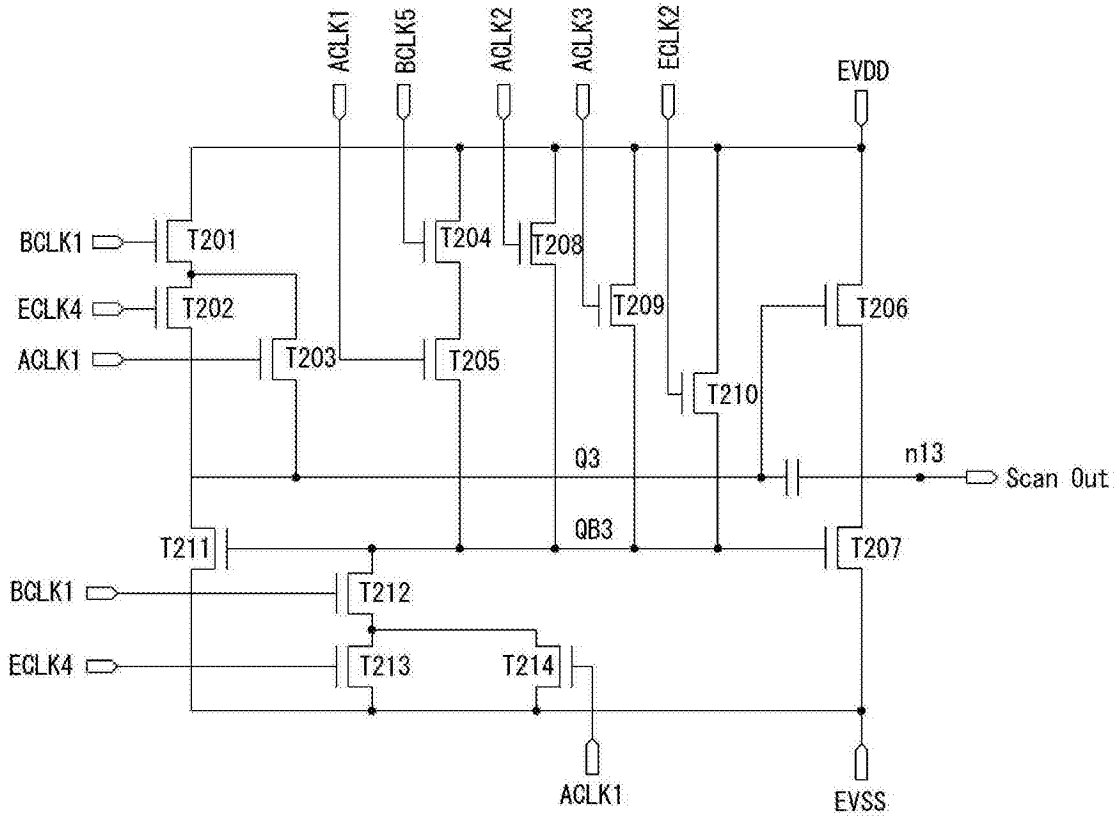 ACLK1
BCLK5
ACLK2
ACLK3
ECLK2
EVDD
BCLK1
T201
T204
T208
ECLK4
T202
T209
T206
ACLK1
T203
T205
T210
Q3
n13
Scan Out
T211
QB3
T207
BCLK1
T212
ECLK4
T213
T214
ACLK1
EVSS